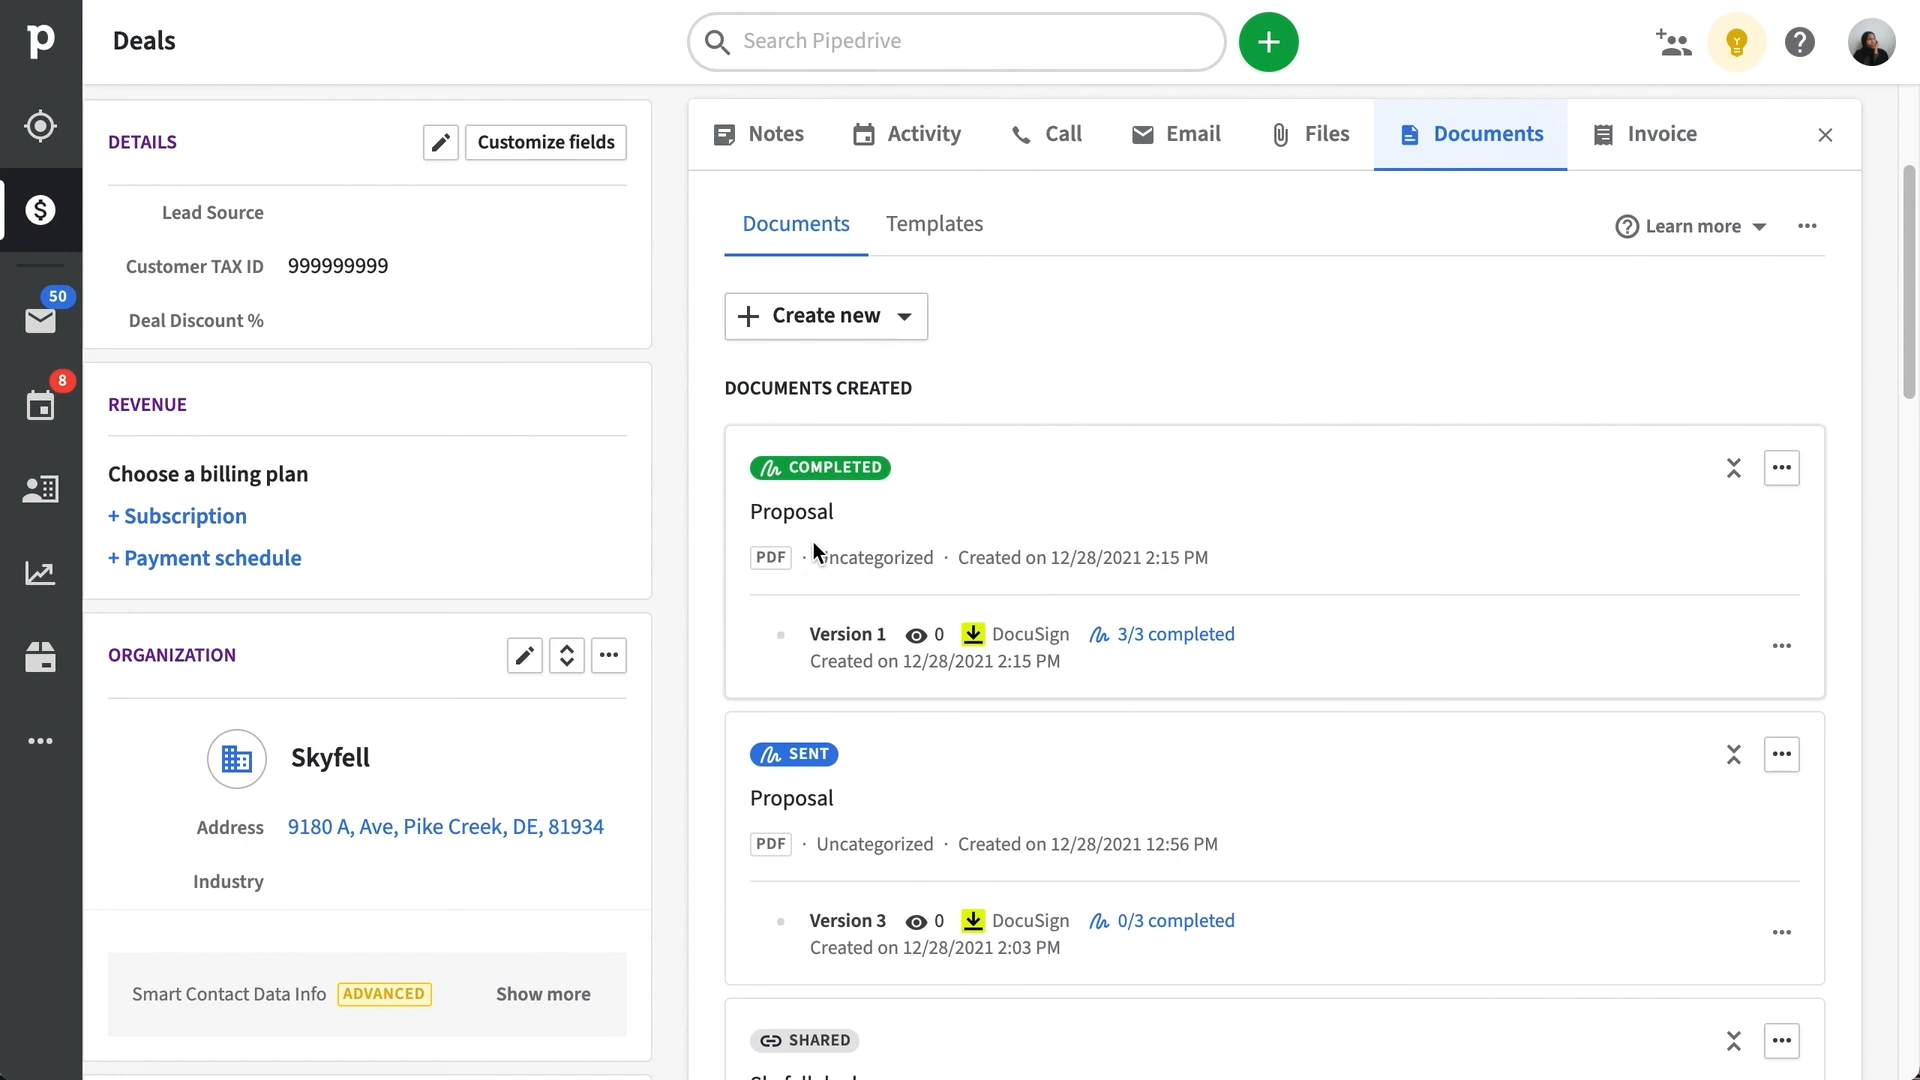 Deals
Search Pipedrive
50
8
DETAILS
Customize fields
Lead Source
Customer TAX ID 999999999
Deal Discount %
REVENUE
Choose a billing plan
+ Subscription
+ Payment schedule
ORGANIZATION
Skyfell
Address 9180 A, Ave, Pike Creek, DE, 81934
Industry
Smart Contact Data Info ADVANCED Show more
Notes Activity Call Email Files Documents Invoice
Documents Templates Learn more
Create new
DOCUMENTS CREATED
COMPLETED
Proposal
PDF · Uncategorized · Created on 12/28/2021 2:15 PM
Version 1 0 DocuSign 3/3 completed
Created on 12/28/2021 2:15 PM
SENT
Proposal
PDF · Uncategorized · Created on 12/28/2021 12:56 PM
Version 3 0 DocuSign 0/3 completed
Created on 12/28/2021 2:03 PM
SHARED